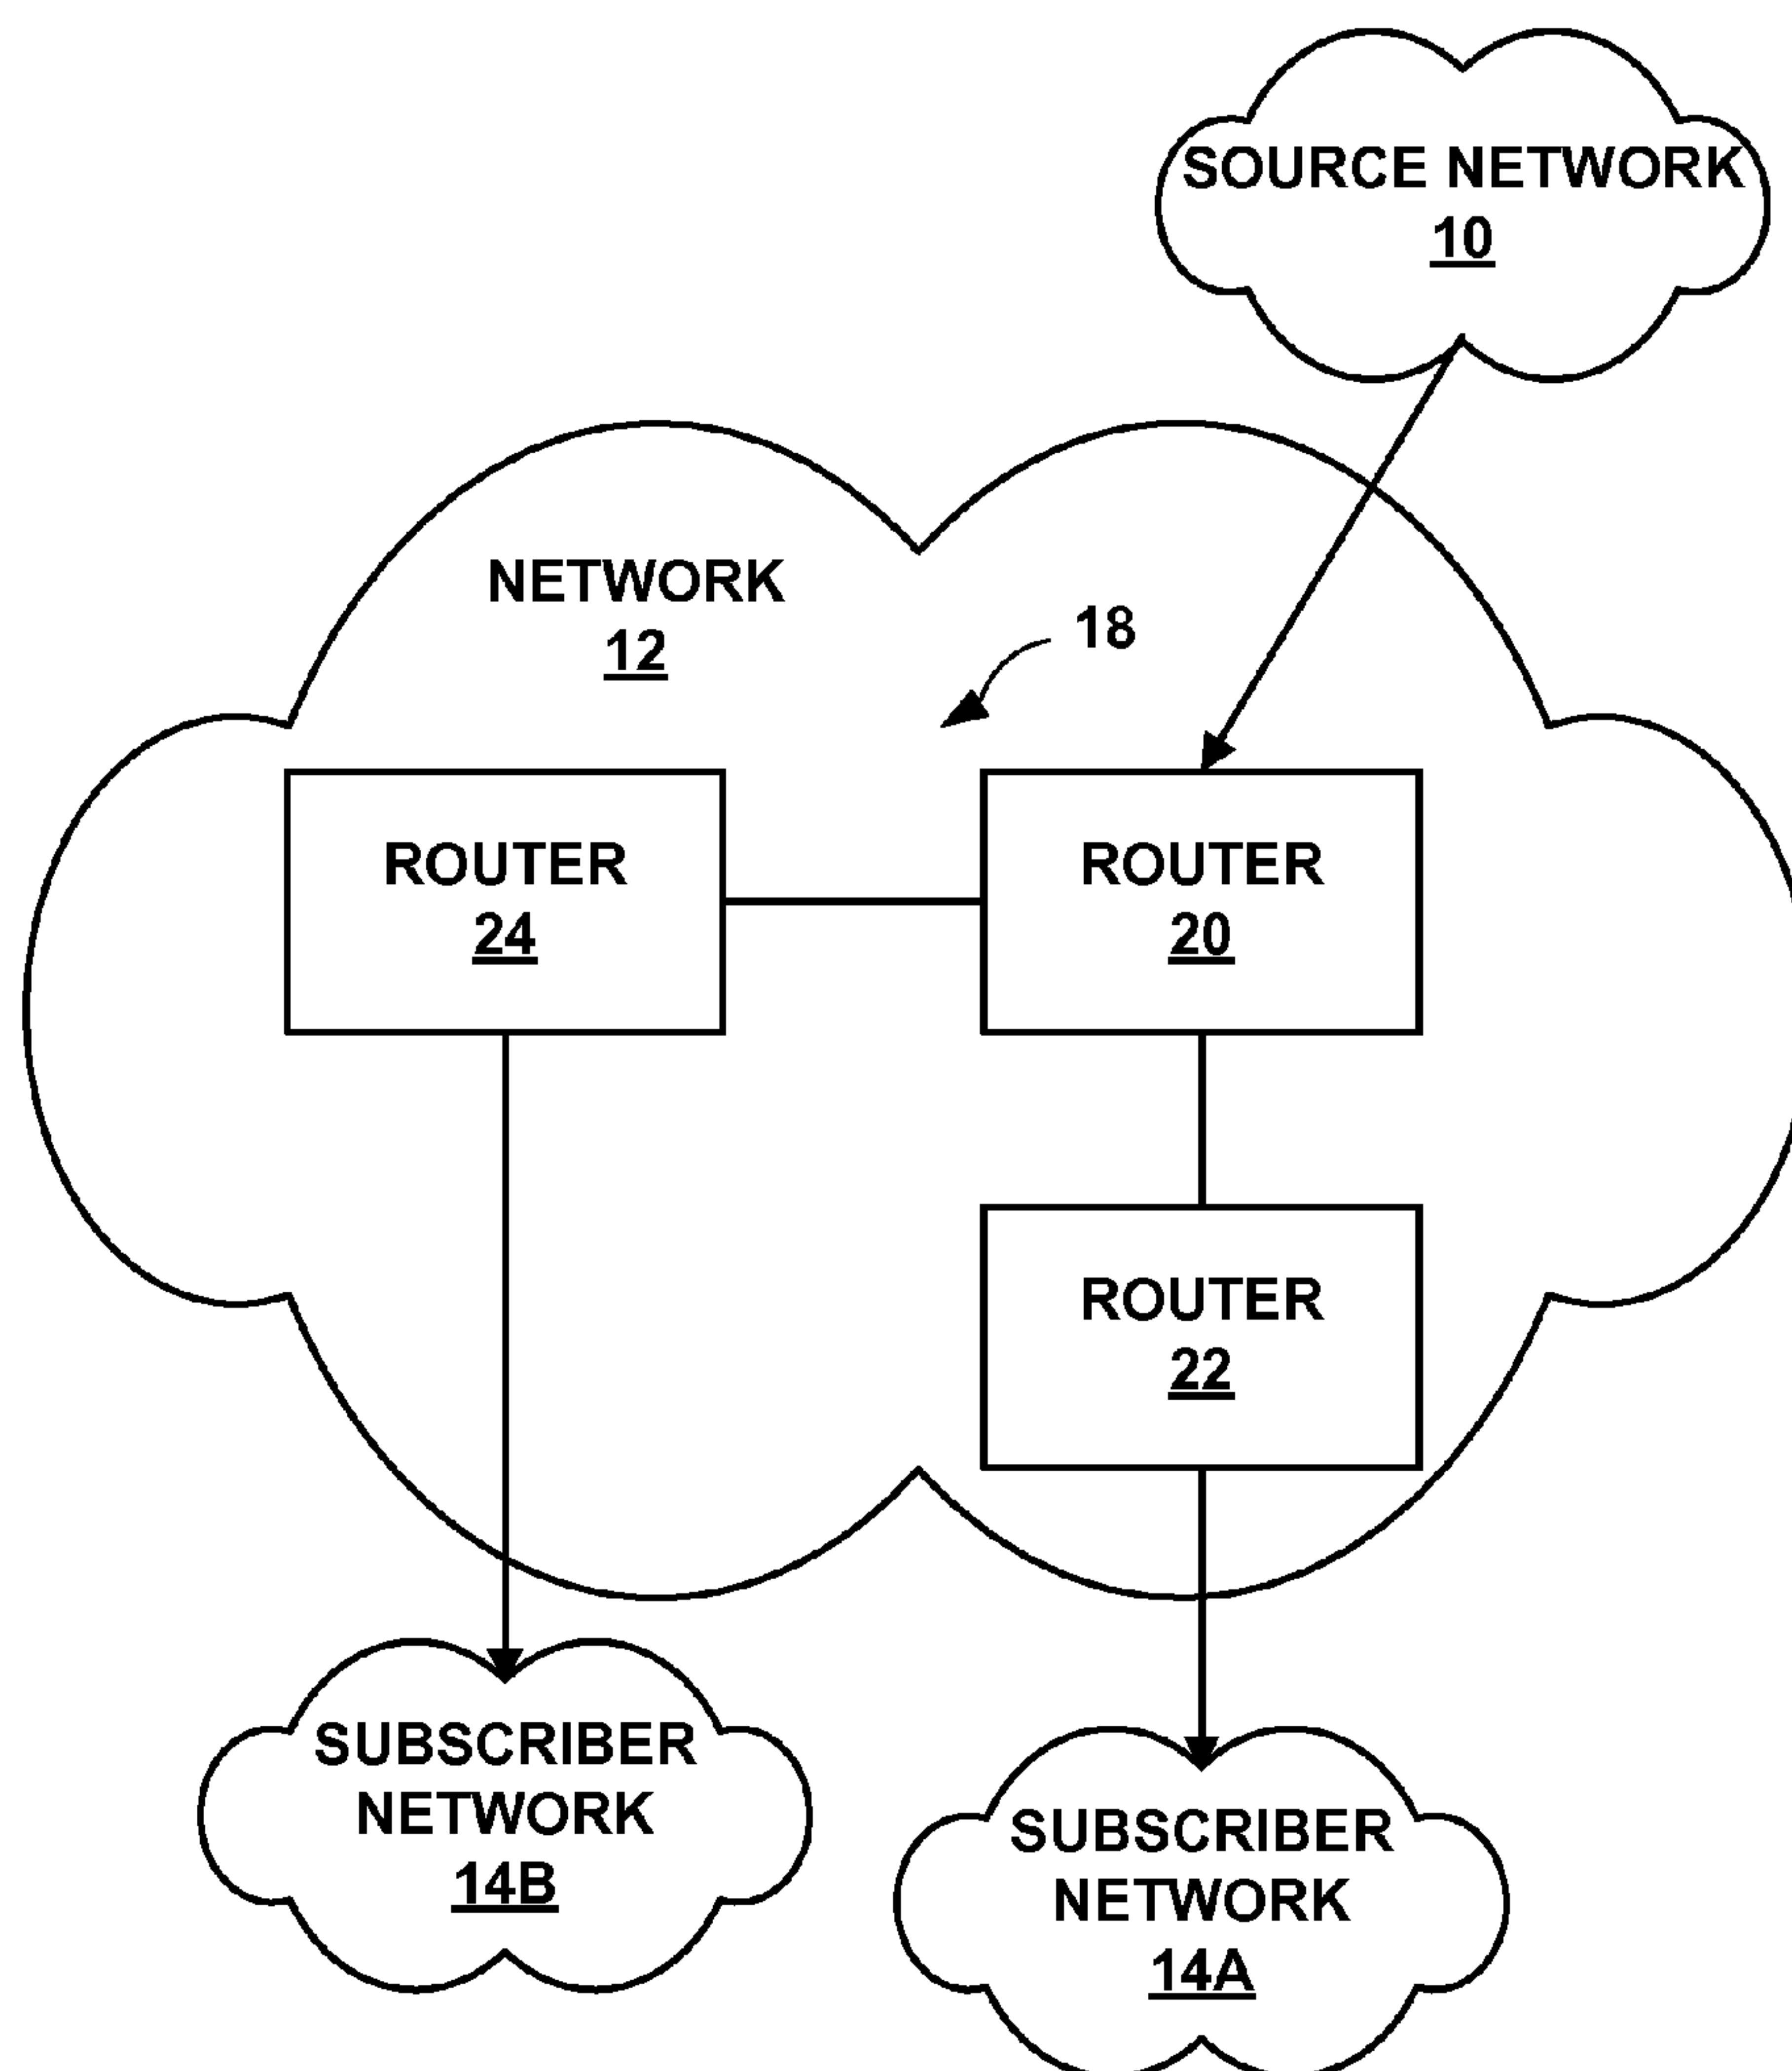 SOURCE NETWORK
10
NETWORK
12
18
ROUTER
24
ROUTER
20
ROUTER
22
SUBSCRIBER
NETWORK
14B
SUBSCRIBER
NETWORK
14A